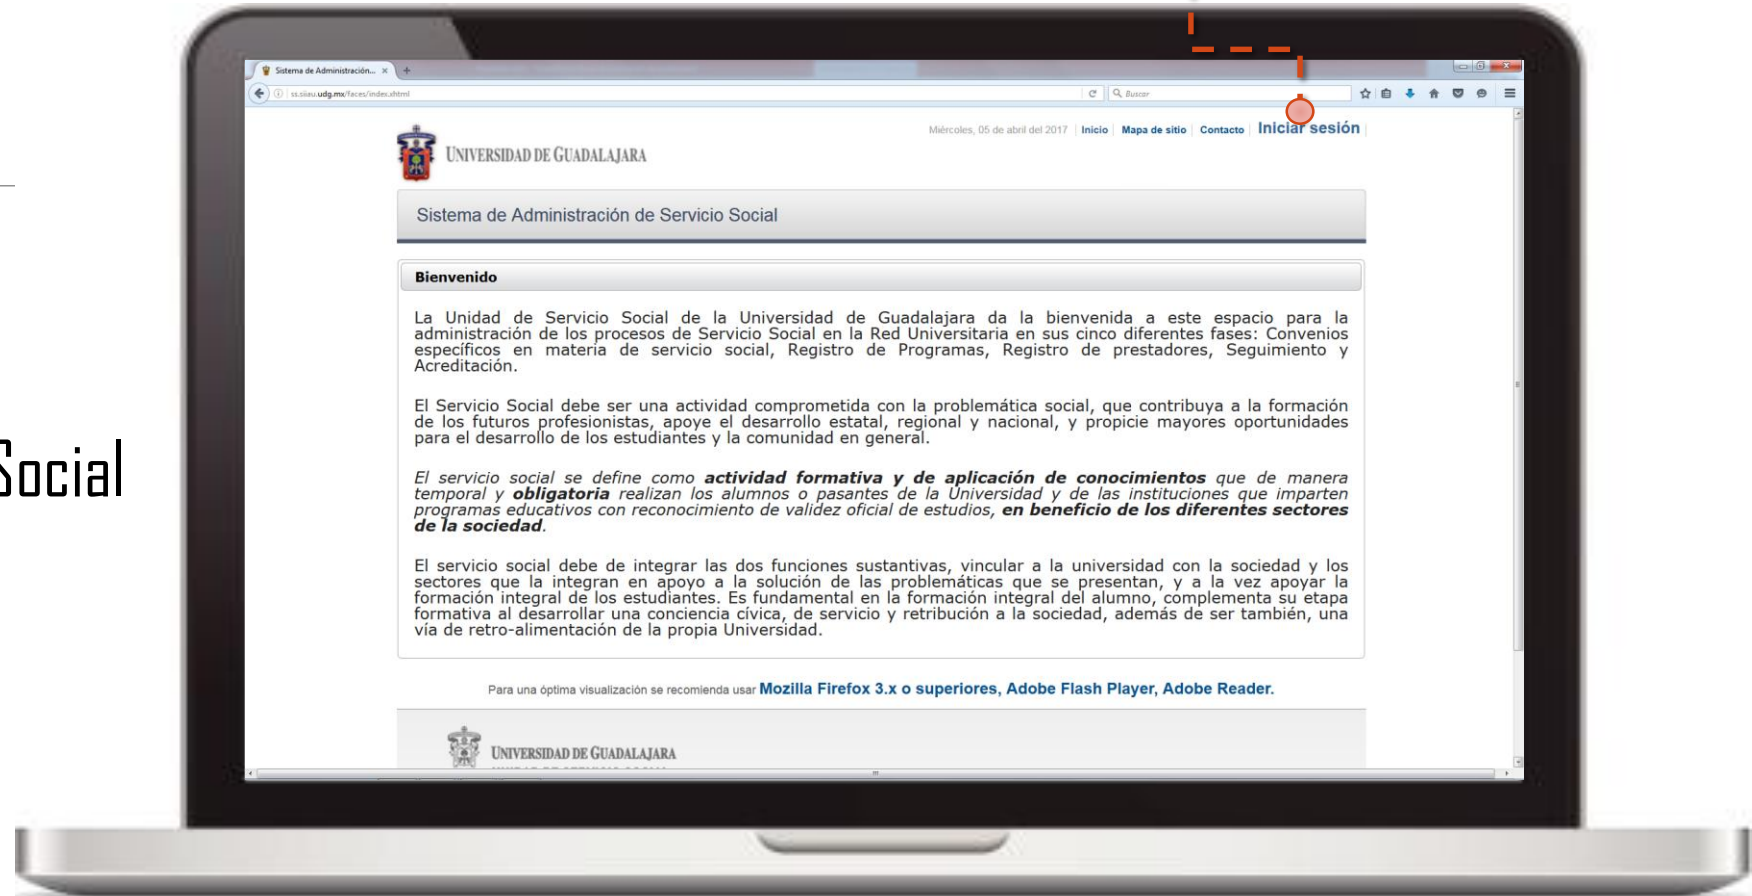 Sistema de Administración...
ss.siiau.udg.mx/faces/index.xhtml
Buscar
Miércoles, 05 de abril del 2017 | Inicio | Mapa de sitio | Contacto | Iniciar sesión
UNIVERSIDAD DE GUADALAJARA
Sistema de Administración de Servicio Social
Bienvenido
La Unidad de Servicio Social de la Universidad de Guadalajara da la bienvenida a este espacio para la
administración de los procesos de Servicio Social en la Red Universitaria en sus cinco diferentes fases: Convenios
específicos en materia de servicio social, Registro de Programas, Registro de prestadores, Seguimiento y
Acreditación.
El Servicio Social debe ser una actividad comprometida con la problemática social, que contribuya a la formación
de los futuros profesionistas, apoye el desarrollo estatal, regional y nacional, y propicie mayores oportunidades
para el desarrollo de los estudiantes y la comunidad en general.
Social
El servicio social se define como actividad formativa y de aplicación de conocimientos que de manera
temporal y obligatoria realizan los alumnos o pasantes de la Universidad y de las instituciones que imparten
programas educativos con reconocimiento de validez oficial de estudios, en beneficio de los diferentes sectores
de la sociedad.
El servicio social debe de integrar las dos funciones sustantivas, vincular a la universidad con la sociedad y los
sectores que la integran en apoyo a la solución de las problemáticas que se presentan, y a la vez apoyar la
formación integral de los estudiantes. Es fundamental en la formación integral del alumno, complementa su etapa
formativa al desarrollar una conciencia cívica, de servicio y retribución a la sociedad, además de ser también, una
vía de retro-alimentación de la propia Universidad.
Para una óptima visualización se recomienda usar Mozilla Firefox 3.x o superiores, Adobe Flash Player, Adobe Reader.
UNIVERSIDAD DE GUADALAJARA